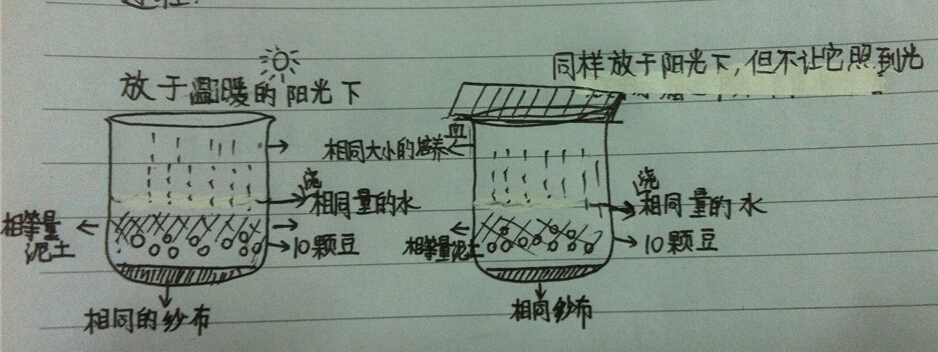 同样放于阳光下，但不让它照到光
放于温暖的阳光下
相同大小的培养皿
浇相同量的水
浇相同量的水
相等量泥土
10颗豆
相等量泥土
10颗豆
相同的纱布
相同纱布